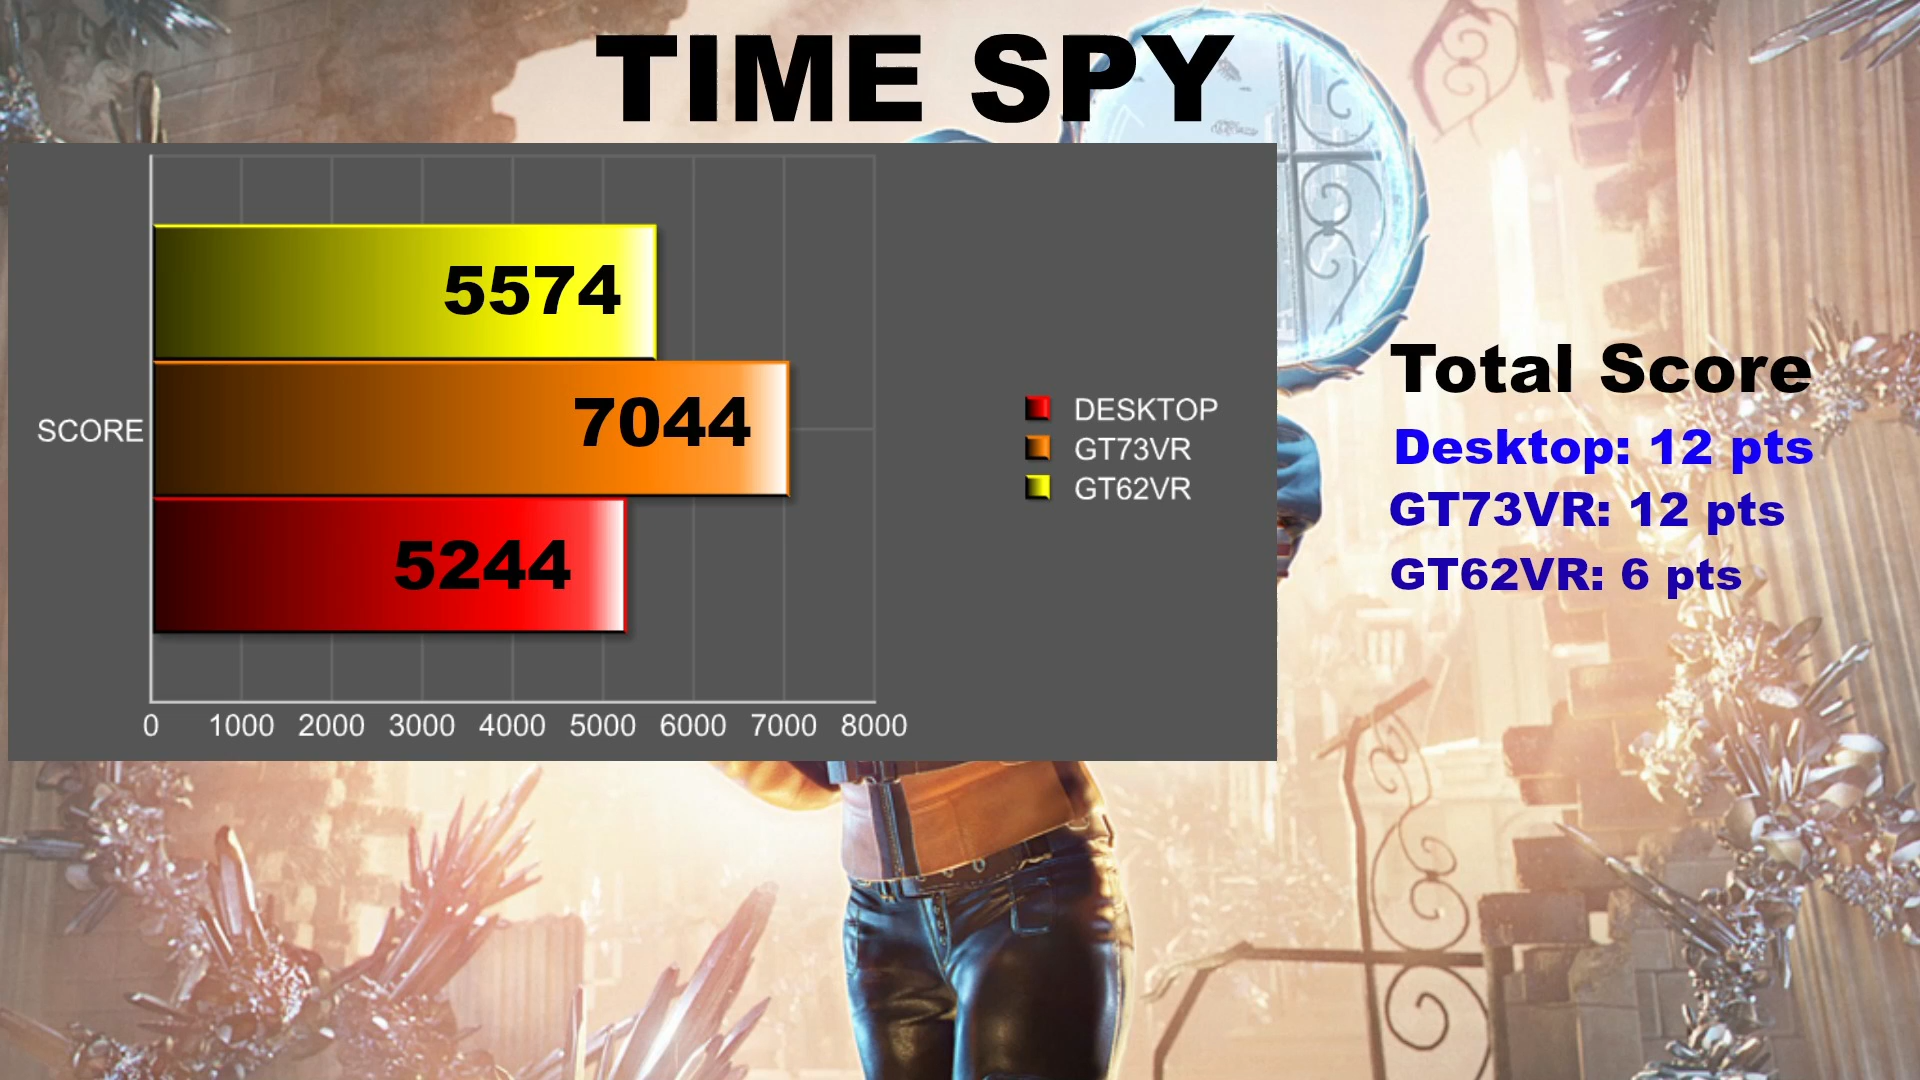 TIME SPY
5574
7044
5244
SCORE
0 1000 2000 3000 4000 5000 6000 7000 8000
DESKTOP
GT73VR
GT62VR
Total Score
Desktop: 12 pts
GT73VR: 12 pts
GT62VR: 6 pts